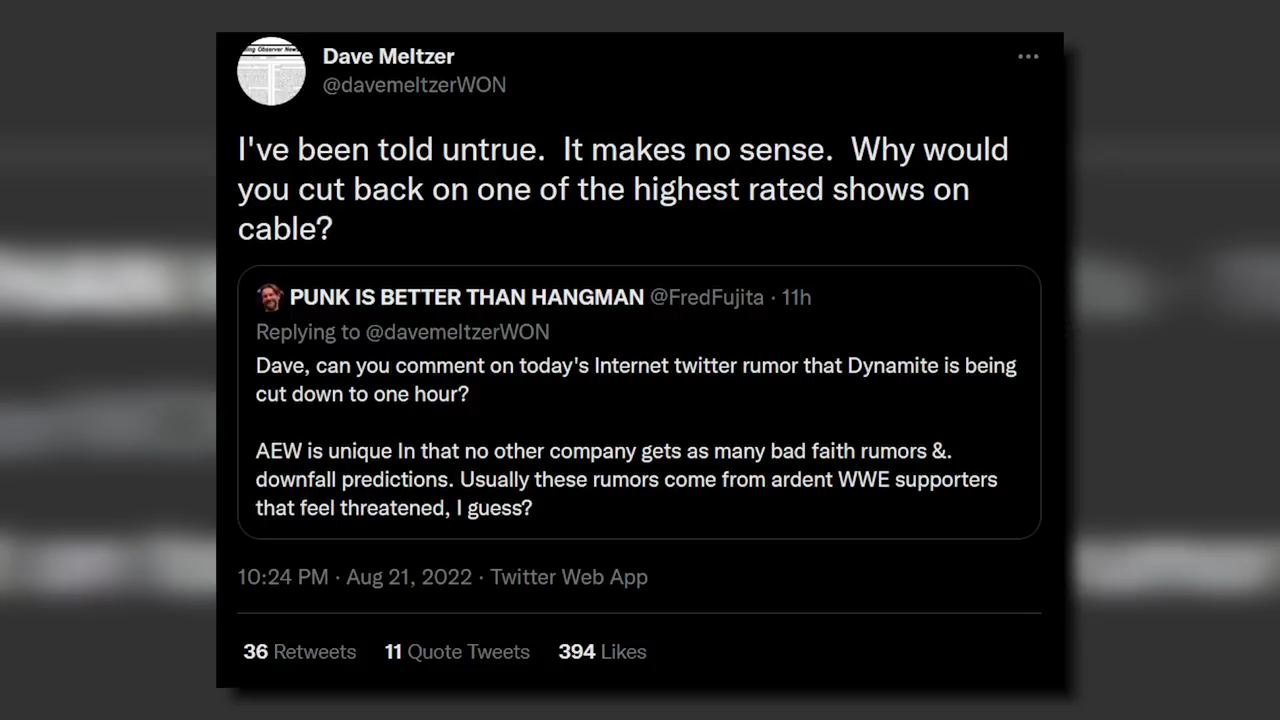 Dave Meltzer
@davemeltzerWON
I've been told untrue.  It makes no sense.  Why would
you cut back on one of the highest rated shows on
cable?
PUNK IS BETTER THAN HANGMAN @FredFujita · 11h
Replying to @davemeltzerWON
Dave, can you comment on today's Internet twitter rumor that Dynamite is being
cut down to one hour?
AEW is unique In that no other company gets as many bad faith rumors &.
downfall predictions. Usually these rumors come from ardent WWE supporters
that feel threatened, I guess?
10:24 PM · Aug 21, 2022 · Twitter Web App
36 Retweets 11 Quote Tweets 394 Likes